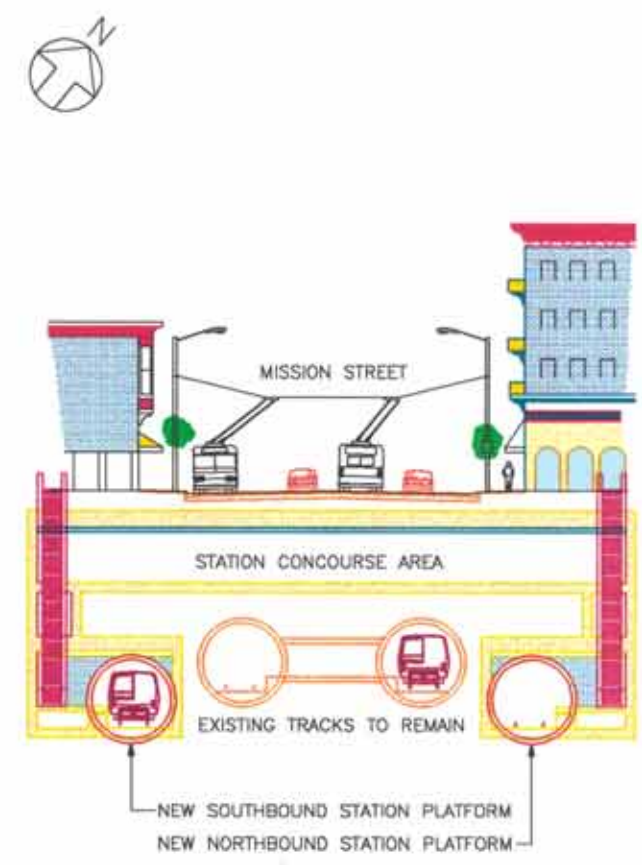 N
MISSION STREET
STATION CONCOURSE AREA
EXISTING TRACKS TO REMAIN
NEW SOUTHBOUND STATION PLATFORM
NEW NORTHBOUND STATION PLATFORM